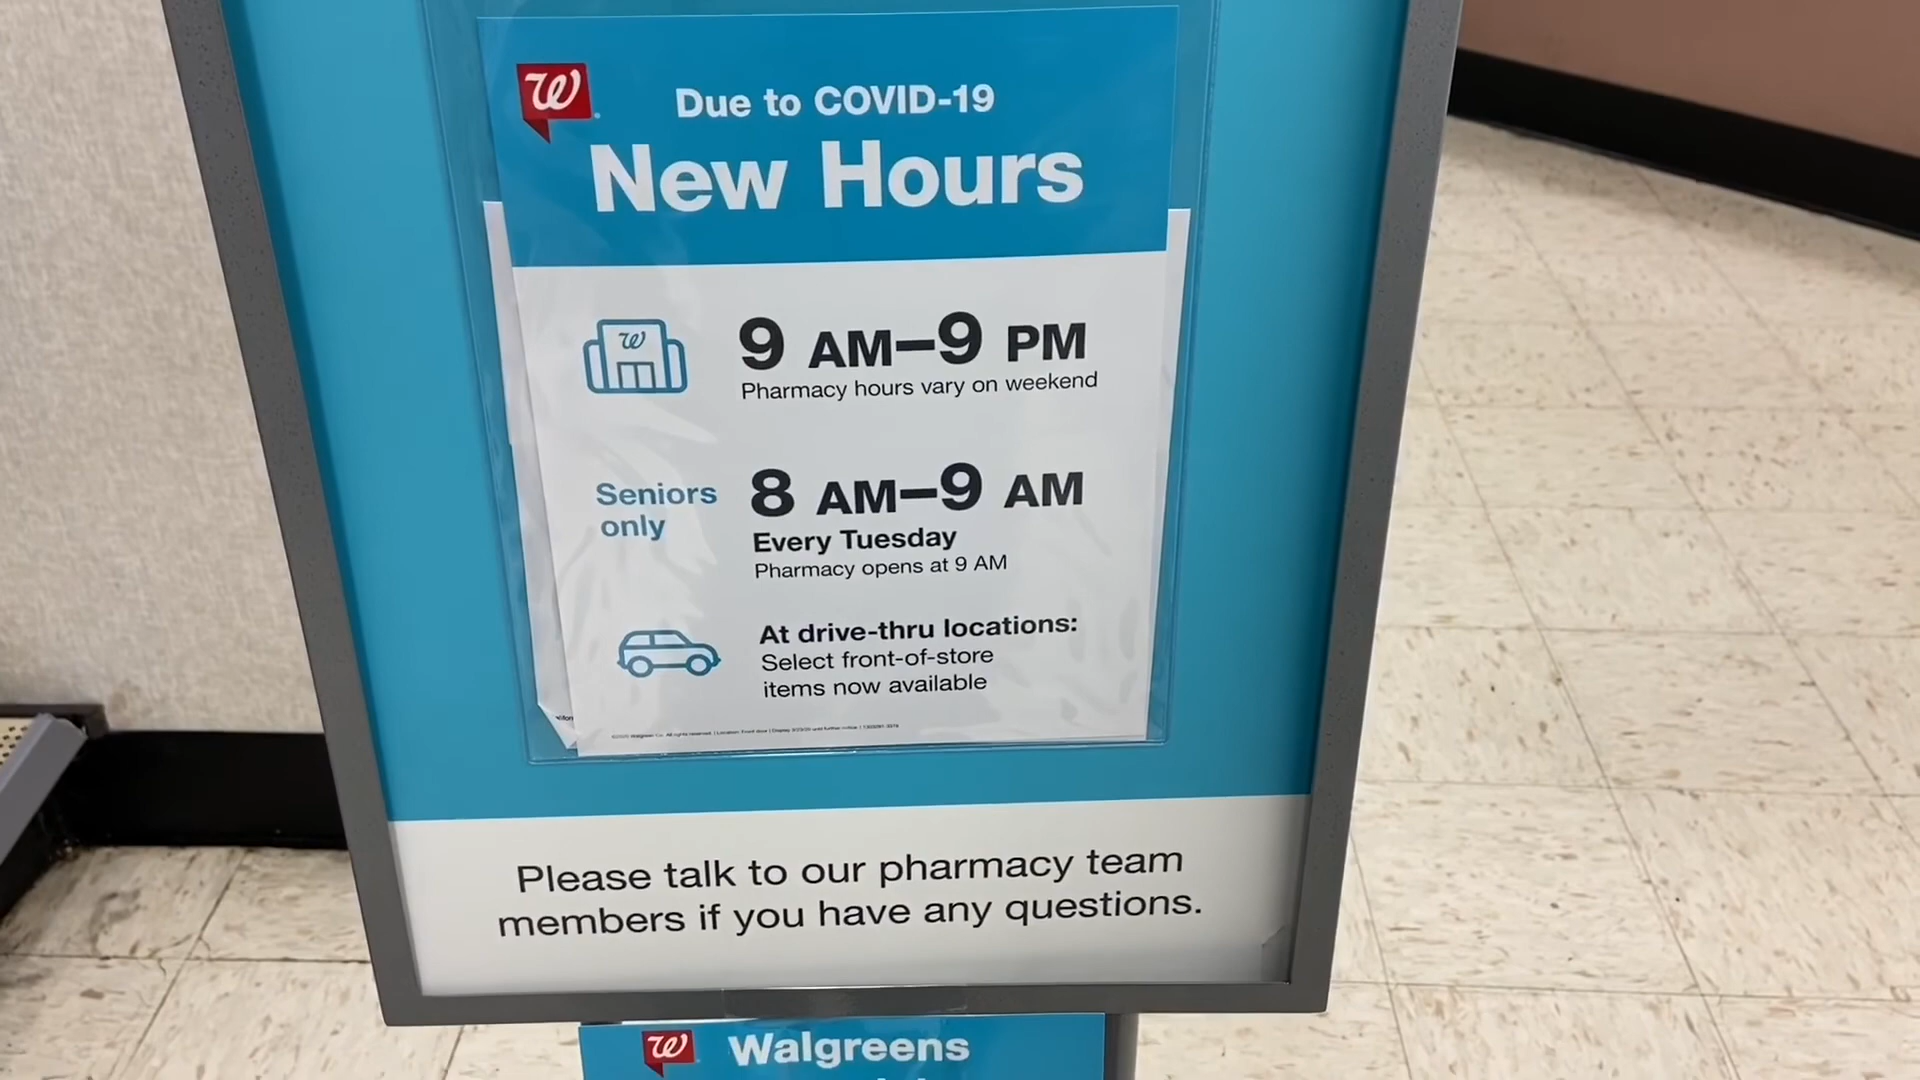 W
Due to COVID-19
New Hours
W
9 AM–9 PM
Pharmacy hours vary on weekend
Seniors
only
8 AM–9 AM
Every Tuesday
Pharmacy opens at 9 AM
At drive-thru locations:
Select front-of-store
items now available
Please talk to our pharmacy team
members if you have any questions.
W Walgreens